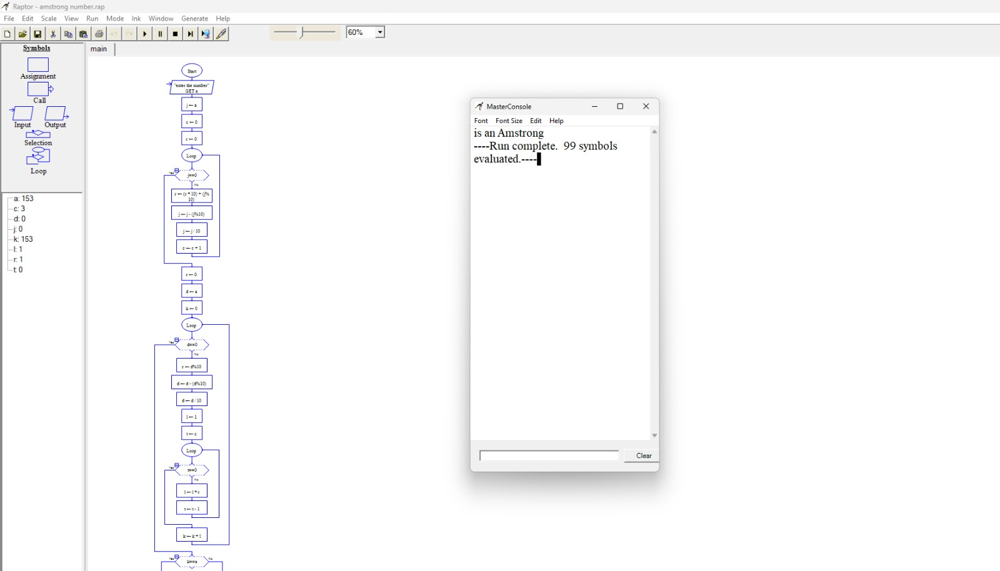 Raptor - amstrong number.rap
File Edit Scale View Run Mode Ink Window Generate Help
60%
Symbols
Assignment
Call
Input Output
Selection
Loop
a: 153
c: 3
d: 0
j: 0
k: 153
l: 1
r: 1
t: 0
main
Start
"enter the number"
GET a
j ← a
c ← 0
r ← 0
Loop
Yes
j==0
No
r ← (r * 10) + (j%
10)
j ← j - (j%10)
j ← j / 10
c ← c + 1
r ← 0
d ← a
k ← 0
Loop
Yes
d==0
No
r ← d%10
d ← d - (d%10)
d ← d / 10
l ← 1
t ← c
Loop
Yes
t==0
No
l ← l * r
t ← t - 1
k ← k + l
Yes
No
k==a
MasterConsole
Font Font Size Edit Help
is an Amstrong
----Run complete. 99 symbols
evaluated.----
Clear